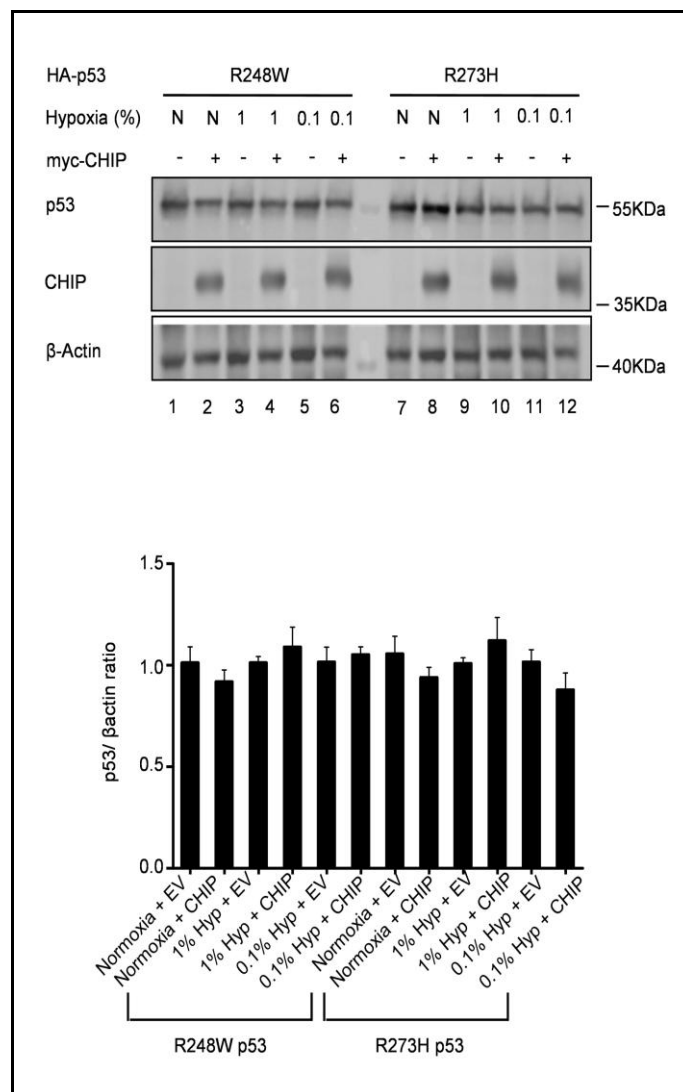 HA-p53 R248W R273H
Hypoxia (%) N N 1 1 0.1 0.1 N N 1 1 0.1 0.1
myc-CHIP - + - + - + - + - + - +
p53 55KDa
CHIP 35KDa
β-Actin 40KDa
1 2 3 4 5 6 7 8 9 10 11 12
p53/ βactin ratio
1.5
1.0
0.5
0.0
Normoxia + EV
Normoxia + CHIP
1% Hyp + EV
1% Hyp + CHIP
0.1% Hyp + EV
0.1% Hyp + CHIP
Normoxia + EV
Normoxia + CHIP
1% Hyp + EV
1% Hyp + CHIP
0.1% Hyp + EV
0.1% Hyp + CHIP
R248W p53 R273H p53